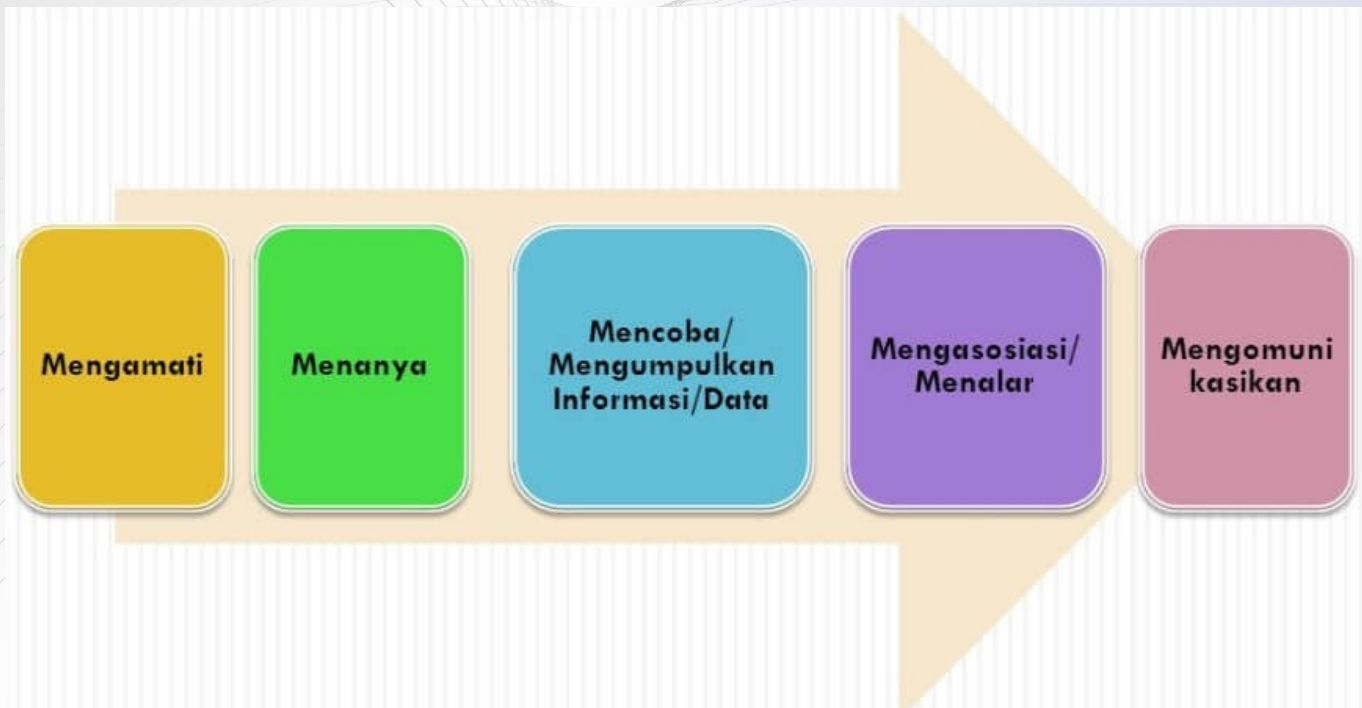 Mengamati
Menanya
Mencoba/
Mengumpulkan
Informasi/Data
Mengasosiasi/
Menalar
Mengomuni
kasikan